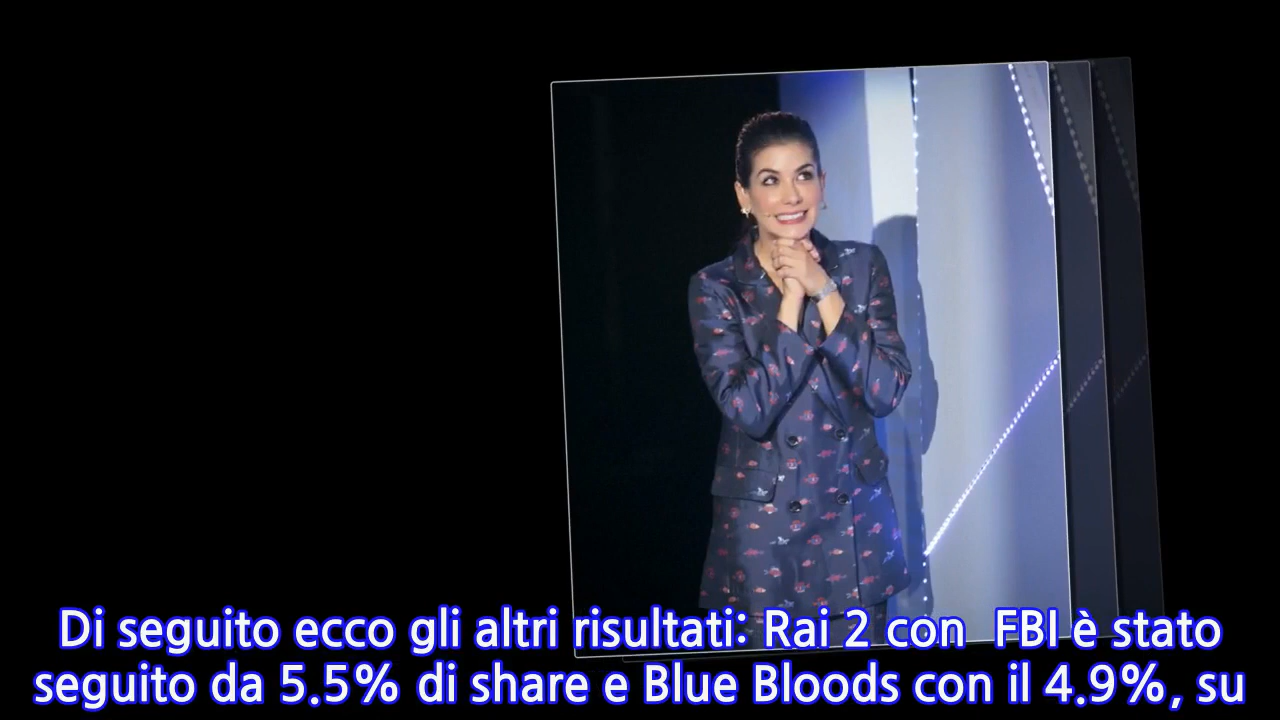 Di seguito ecco gli altri risultati: Rai 2 con  FBI è stato
seguito da 5.5% di share e Blue Bloods con il 4.9%, su